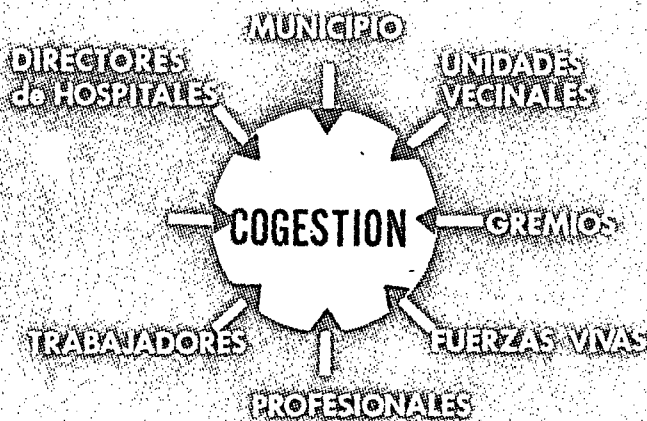 MUNICIPIO
DIRECTORES
de HOSPITALES
UNIDADES
VECINALES
COGESTION
GREMIOS
TRABAJADORES
FUERZAS VIVAS
PROFESIONALES